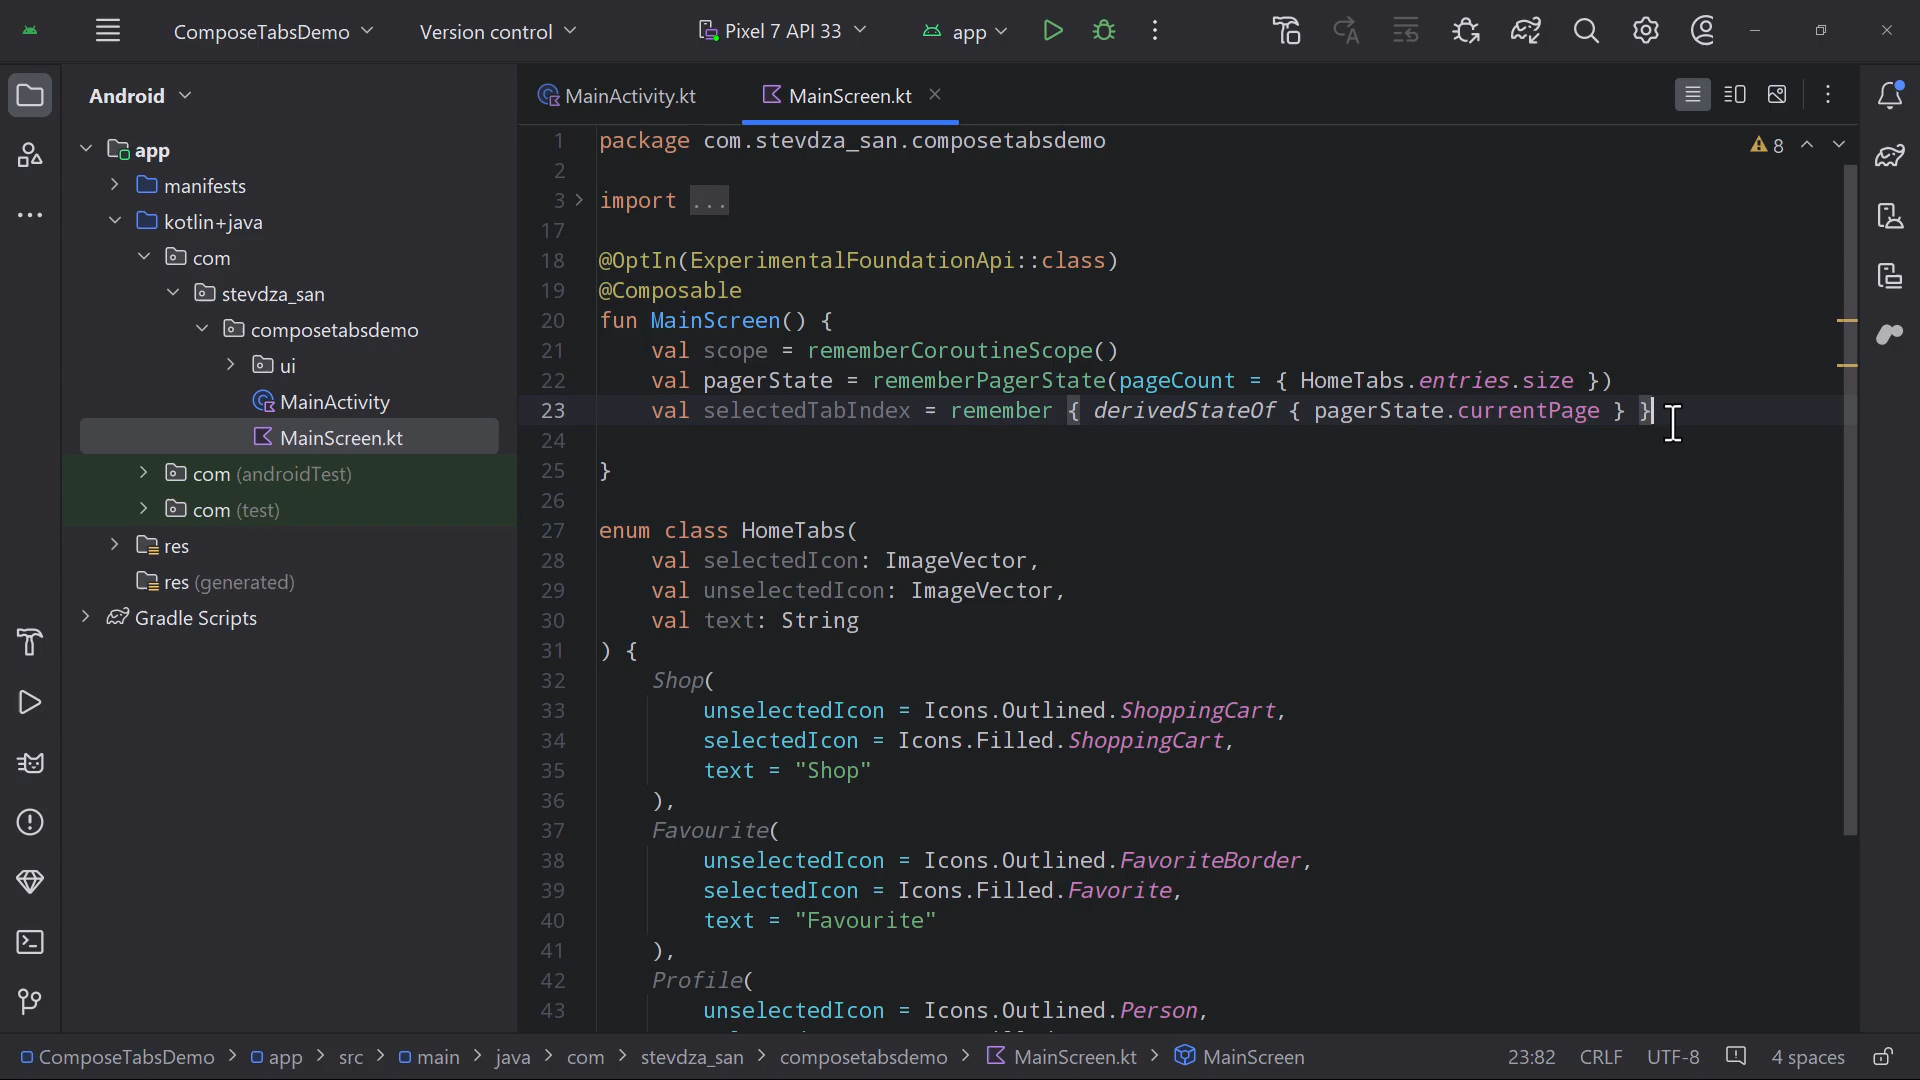 ComposeTabsDemo Version control Pixel 7 API 33 app
Android
MainActivity.kt MainScreen.kt
app
manifests
kotlin+java
com
stevdza_san
composetabsdemo
ui
MainActivity
MainScreen.kt
com (androidTest)
com (test)
res
res (generated)
Gradle Scripts
8
1 package com.stevdza_san.composetabsdemo
2
3 import ...
17
18 @OptIn(ExperimentalFoundationApi::class)
19 @Composable
20 fun MainScreen() {
21 val scope = rememberCoroutineScope()
22 val pagerState = rememberPagerState(pageCount = { HomeTabs.entries.size })
23 val selectedTabIndex = remember { derivedStateOf { pagerState.currentPage } }
24
25 }
26
27 enum class HomeTabs(
28 val selectedIcon: ImageVector,
29 val unselectedIcon: ImageVector,
30 val text: String
31 ) {
32 Shop(
33 unselectedIcon = Icons.Outlined.ShoppingCart,
34 selectedIcon = Icons.Filled.ShoppingCart,
35 text = "Shop"
36 ),
37 Favourite(
38 unselectedIcon = Icons.Outlined.FavoriteBorder,
39 selectedIcon = Icons.Filled.Favorite,
40 text = "Favourite"
41 ),
42 Profile(
43 unselectedIcon = Icons.Outlined.Person,
ComposeTabsDemo > app > src > main > java > com > stevdza_san > composetabsdemo > MainScreen.kt > MainScreen 23:82 CRLF UTF-8 4 spaces